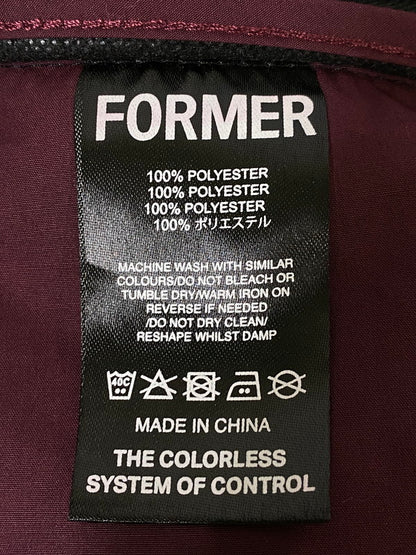 FORMER
100% POLYESTER
100% POLYESTER
100% POLYESTER
100% ポリエステル
MACHINE WASH WITH SIMILAR
COLOURS/DO NOT BLEACH OR
TUMBLE DRY/WARM IRON ON
REVERSE IF NEEDED
/DO NOT DRY CLEAN/
RESHAPE WHILST DAMP
40C
MADE IN CHINA
THE COLORLESS
SYSTEM OF CONTROL